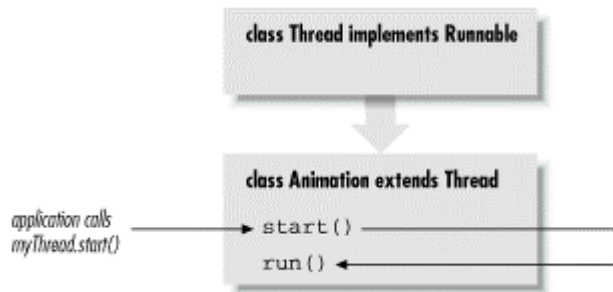 class Thread implements Runnable
class Animation extends Thread
application calls
myThread.start()
start()
run()